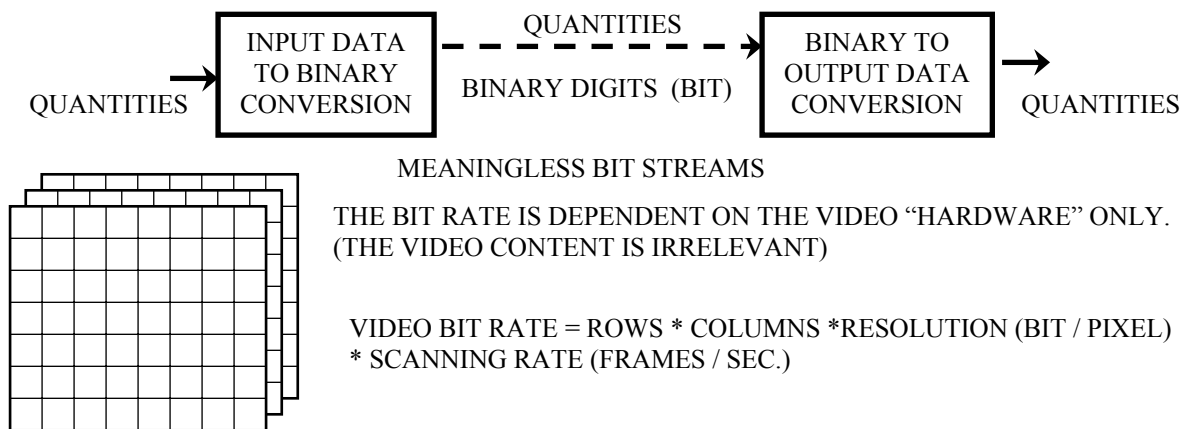 QUANTITIES
INPUT DATA
TO BINARY
CONVERSION
QUANTITIES
BINARY DIGITS (BIT)
BINARY TO
OUTPUT DATA
CONVERSION
QUANTITIES
MEANINGLESS BIT STREAMS
THE BIT RATE IS DEPENDENT ON THE VIDEO “HARDWARE” ONLY.
(THE VIDEO CONTENT IS IRRELEVANT)
VIDEO BIT RATE = ROWS * COLUMNS *RESOLUTION (BIT / PIXEL)
* SCANNING RATE (FRAMES / SEC.)